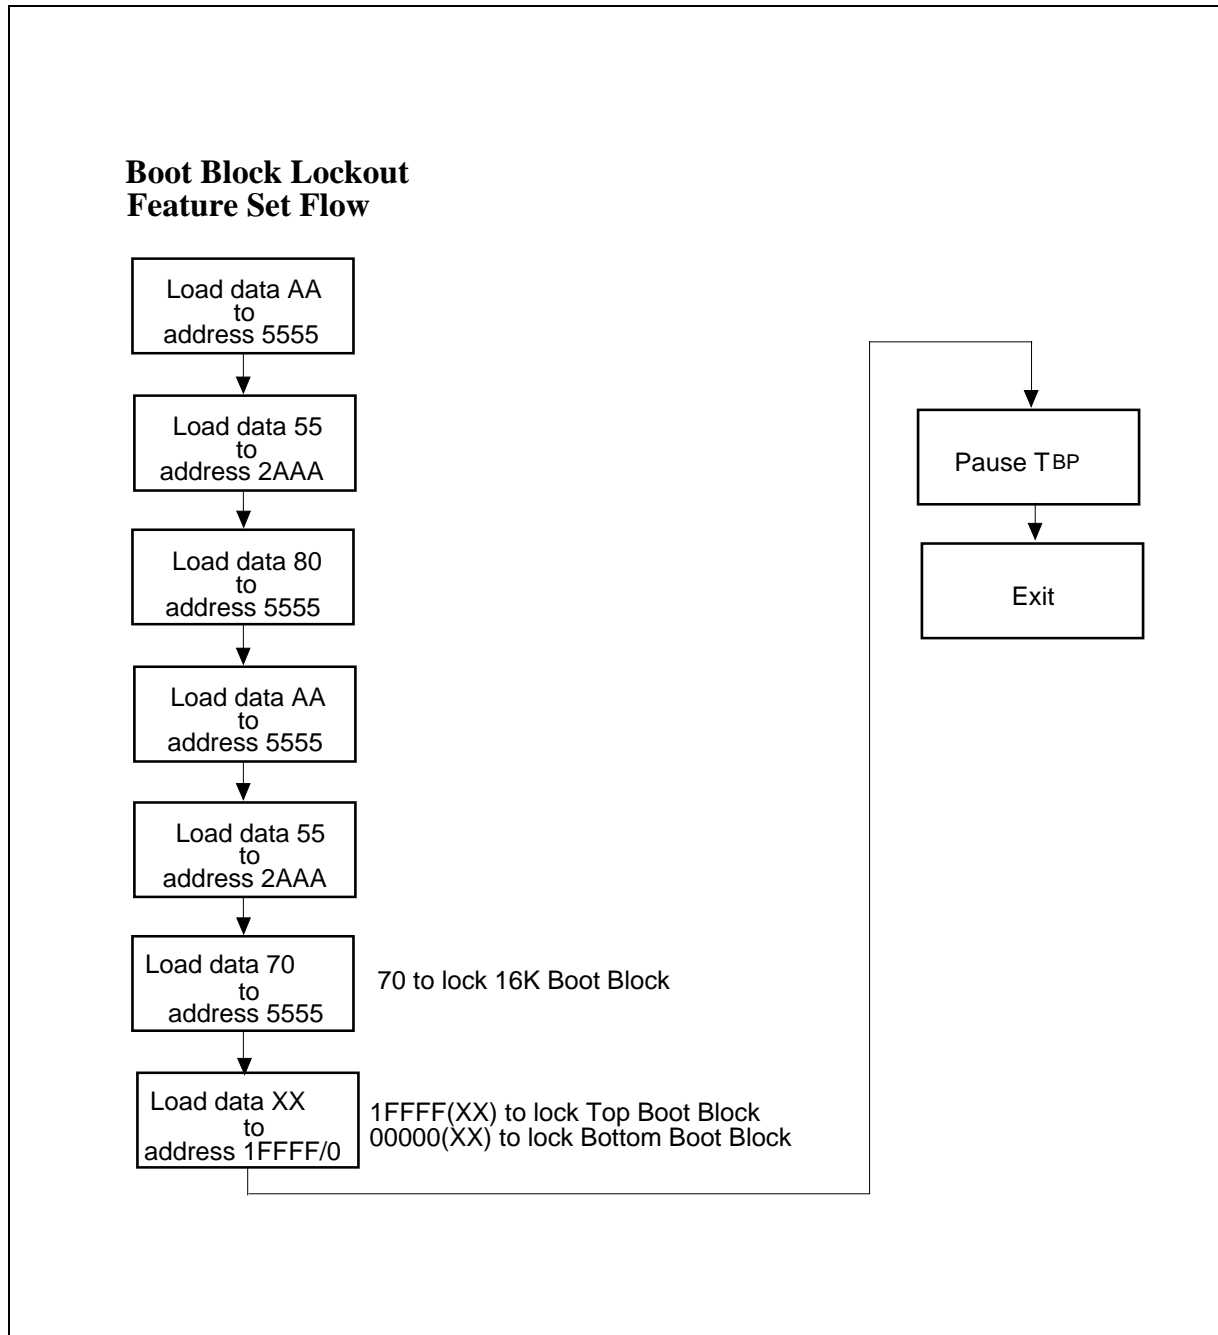 Boot Block Lockout
Feature Set Flow
Load data AA
to
address 5555
Load data 55
to
address 2AAA
Load data 80
to
address 5555
Load data AA
to
address 5555
Load data 55
to
address 2AAA
Load data 70
to
address 5555
70 to lock 16K Boot Block
Load data XX
to
address 1FFFF/0
1FFFF(XX) to lock Top Boot Block
00000(XX) to lock Bottom Boot Block
Pause TBP
Exit